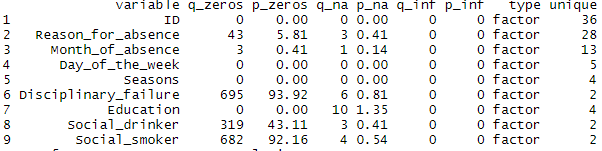 variable q_zeros p_zeros q_na p_na q_inf p_inf type unique
1 ID 0 0.00 0 0.00 0 0 factor 36
2 Reason_for_absence 43 5.81 3 0.41 0 0 factor 28
3 Month_of_absence 3 0.41 1 0.14 0 0 factor 13
4 Day_of_the_week 0 0.00 0 0.00 0 0 factor 5
5 Seasons 0 0.00 0 0.00 0 0 factor 4
6 Disciplinary_failure 695 93.92 6 0.81 0 0 factor 2
7 Education 0 0.00 10 1.35 0 0 factor 4
8 Social_drinker 319 43.11 3 0.41 0 0 factor 2
9 Social_smoker 682 92.16 4 0.54 0 0 factor 2